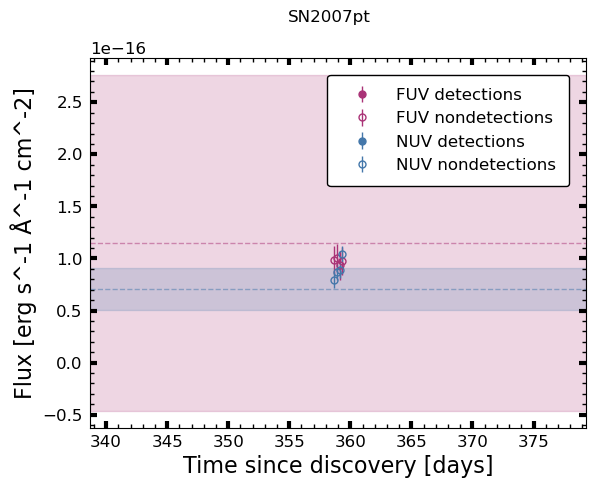 SN2007pt
1e−16
FUV detections
FUV nondetections
NUV detections
NUV nondetections
2.5
2.0
1.5
1.0
0.5
0.0
−0.5
Flux [erg s^-1 Å^-1 cm^-2]
340 345 350 355 360 365 370 375
Time since discovery [days]